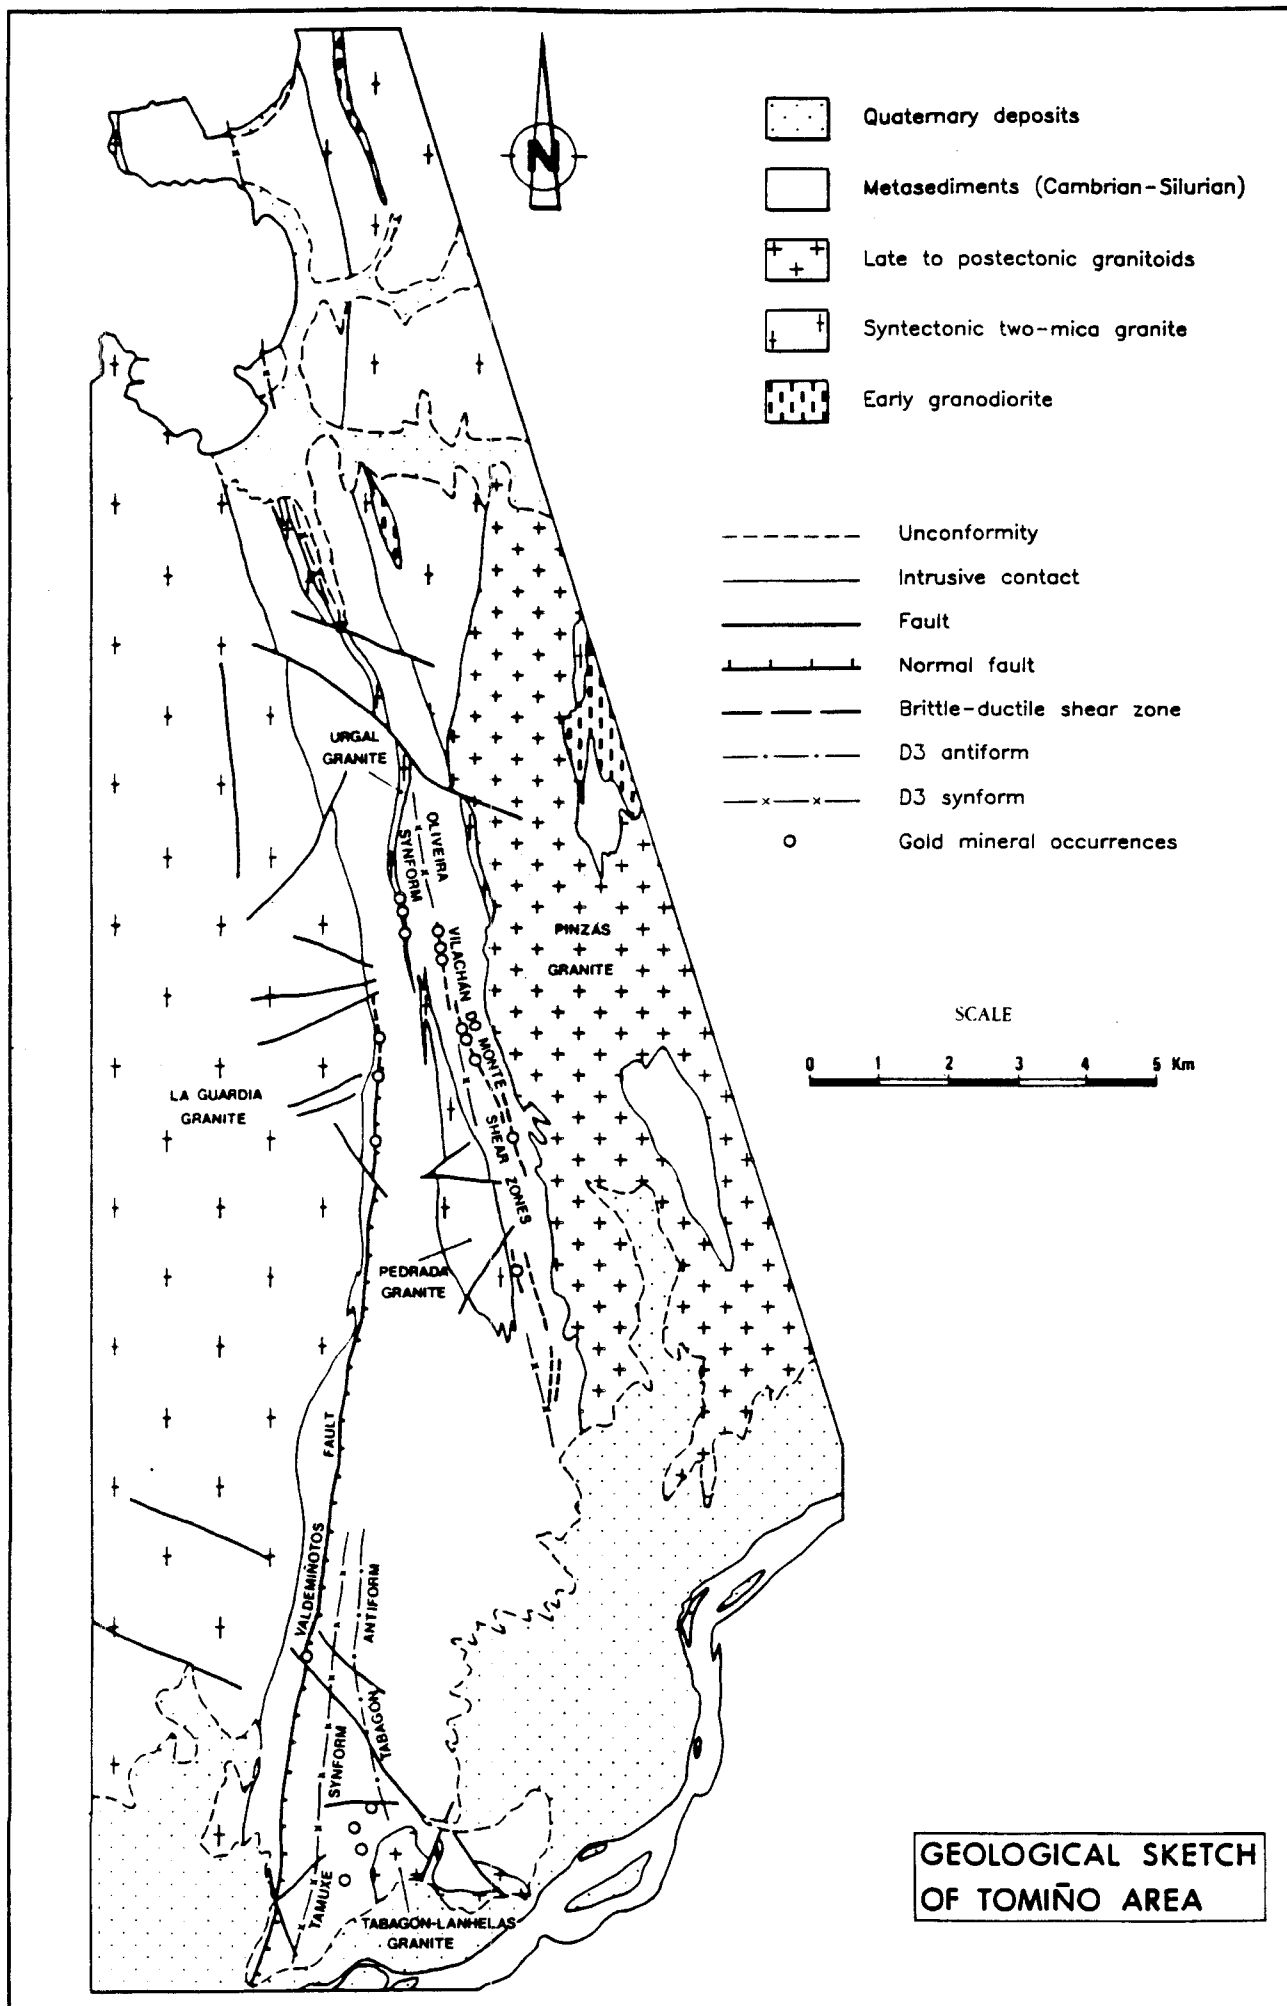 N
Quaternary deposits
Metasediments (Cambrian-Silurian)
Late to postectonic granitoids
Syntectonic two-mica granite
Early granodiorite
Unconformity
Intrusive contact
Fault
Normal fault
Brittle-ductile shear zone
D3 antiform
D3 synform
Gold mineral occurrences
SCALE
0 1 2 3 4 5 Km
URGAL
GRANITE
OLIVEIRA
SYNFORM
VILACHÁN DO MONTE
SHEAR ZONES
PINZÁS
GRANITE
LA GUARDIA
GRANITE
PEDRADA
GRANITE
VALDEMIÑOTOS FAULT
TABAGÓN ANTIFORM
TAMUXE SYNFORM
TABAGÓN-LANHELAS
GRANITE
GEOLOGICAL SKETCH
OF TOMIÑO AREA